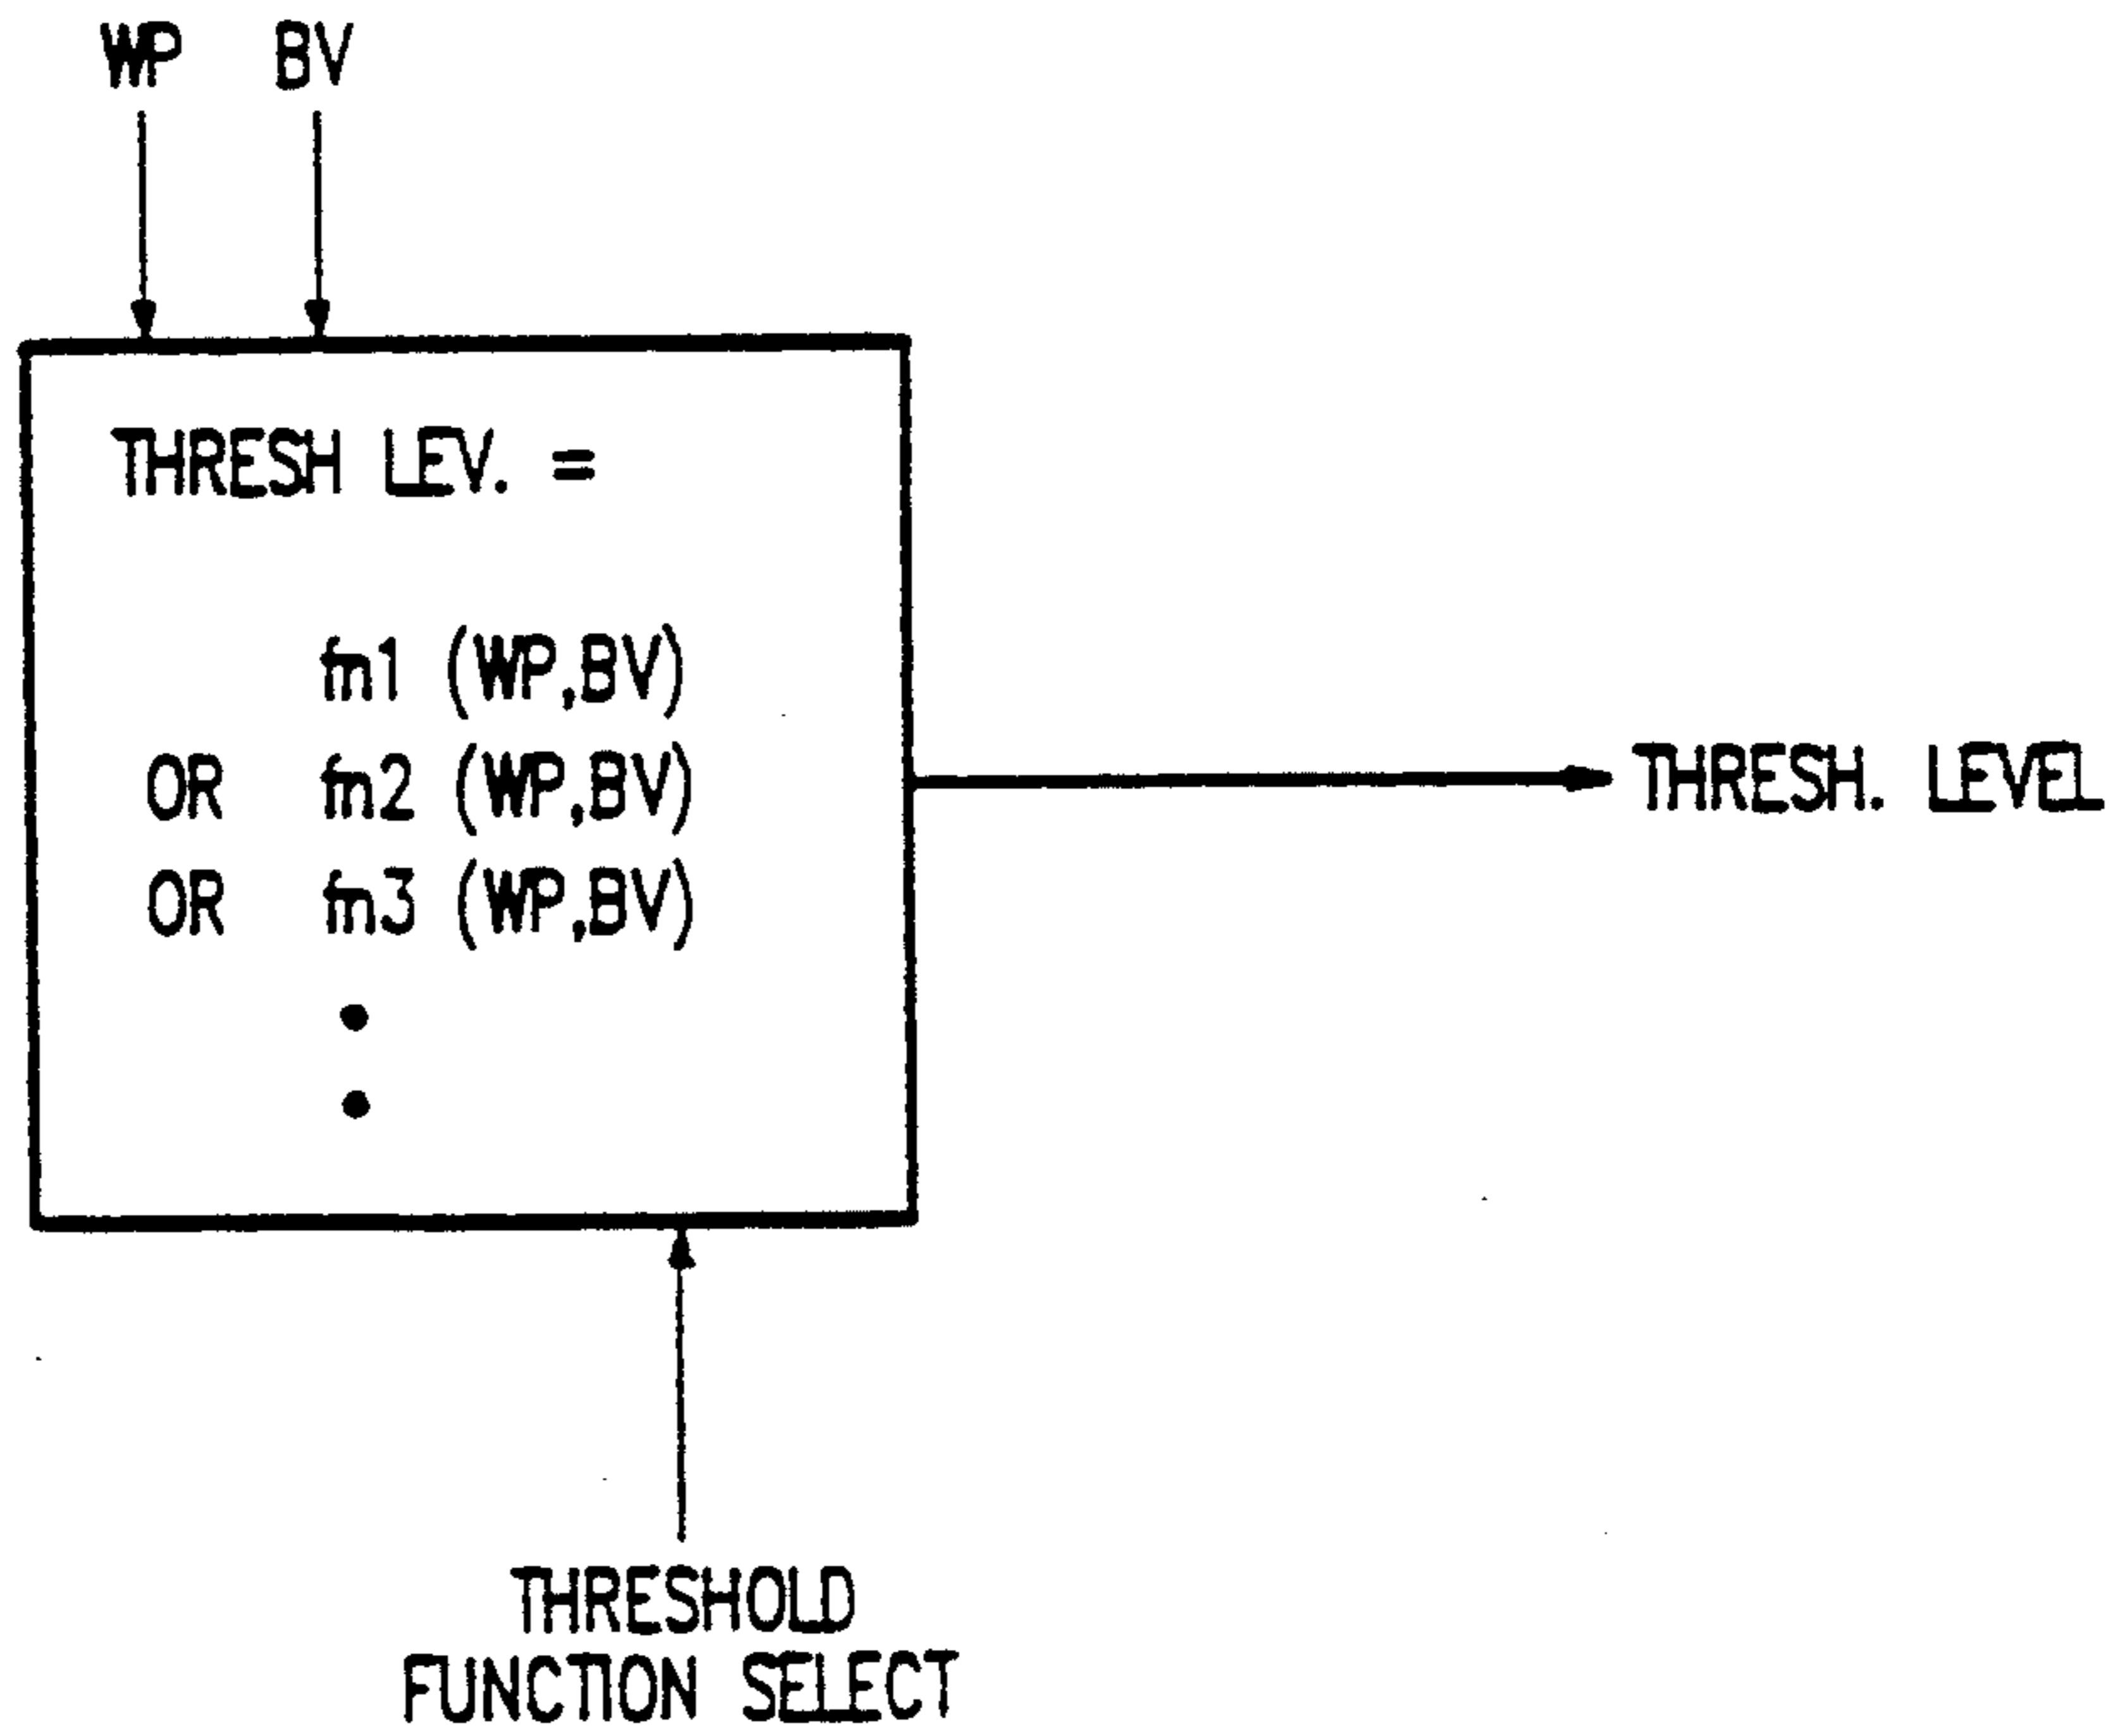 WP BV
THRESH LEV. =
fn1 (WP,BV)
OR fn2 (WP,BV)
OR fn3 (WP,BV)
THRESH. LEVEL
THRESHOLD
FUNCTION SELECT